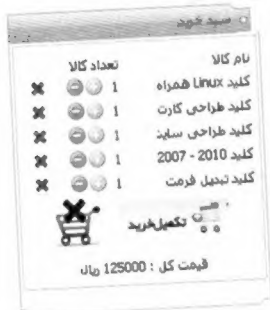 سبد خرید
نام کالا تعداد کالا
کلید Linux همراه 1
کلید طراحی کارت 1
کلید طراحی سایت 1
کلید 2010 - 2007 1
کلید تبدیل فرمت 1
تکمیل خرید
قیمت کل : 125000 ریال